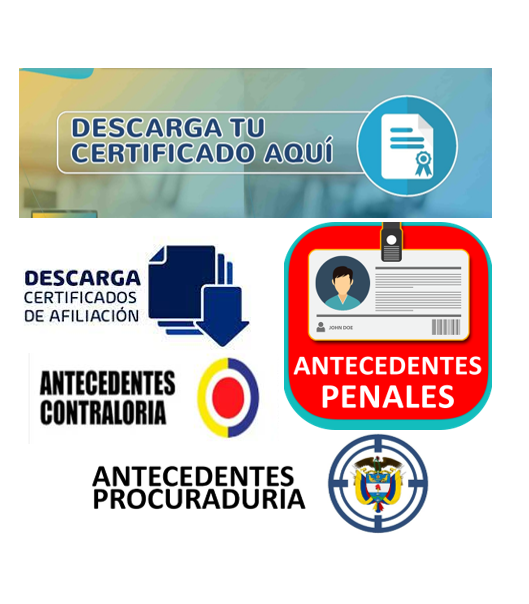 DESCARGA TU
CERTIFICADO AQUÍ
DESCARGA
CERTIFICADOS
DE AFILIACIÓN
JOHN DOE
ANTECEDENTES
PENALES
ANTECEDENTES
CONTRALORIA
ANTECEDENTES
PROCURADURIA